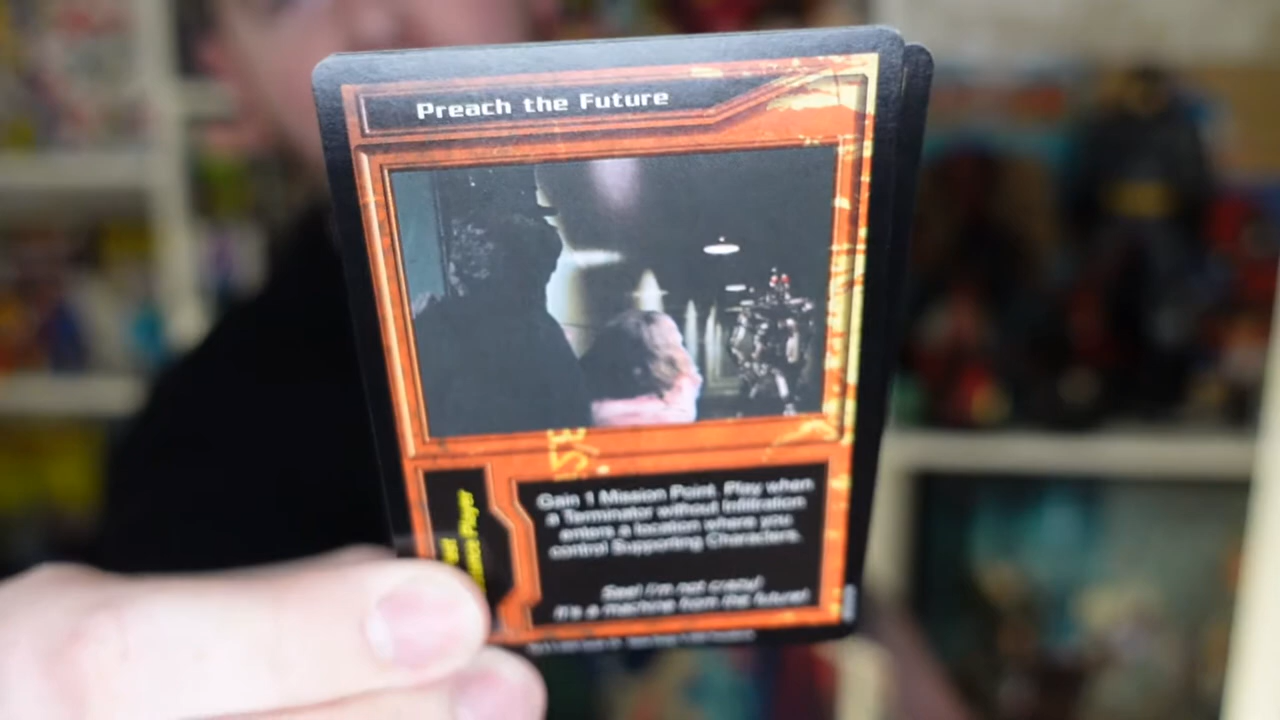 Preach the Future
Gain 1 Mission Point. Play when
a Terminator without Infiltration
enters a location where you
control Supporting Characters.
See! I'm not crazy!
It's a machine from the future!